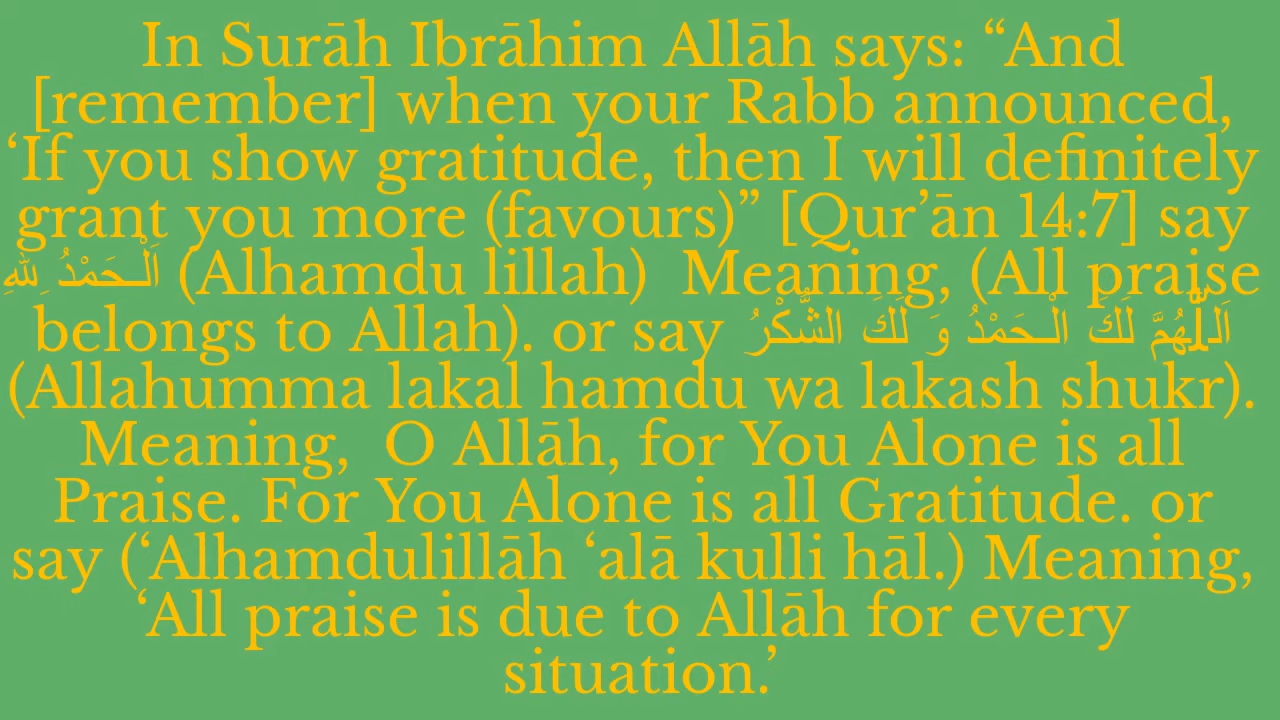 In Surāh Ibrāhim Allāh says: “And
[remember] when your Rabb announced,
‘If you show gratitude, then I will definitely
grant you more (favours)” [Qur’ān 14:7] say
اَلْـحَمْدُ لِلّٰهِ (Alhamdu lillah)  Meaning, (All praise
belongs to Allah). or say اَللّٰهُمَّ لَكَ الْـحَمْدُ وَ لَكَ الشُّكْرُ
(Allahumma lakal hamdu wa lakash shukr).
Meaning,  O Allāh, for You Alone is all
Praise. For You Alone is all Gratitude. or
say (‘Alhamdulillāh ‘alā kulli hāl.) Meaning,
‘All praise is due to Allāh for every
situation.’